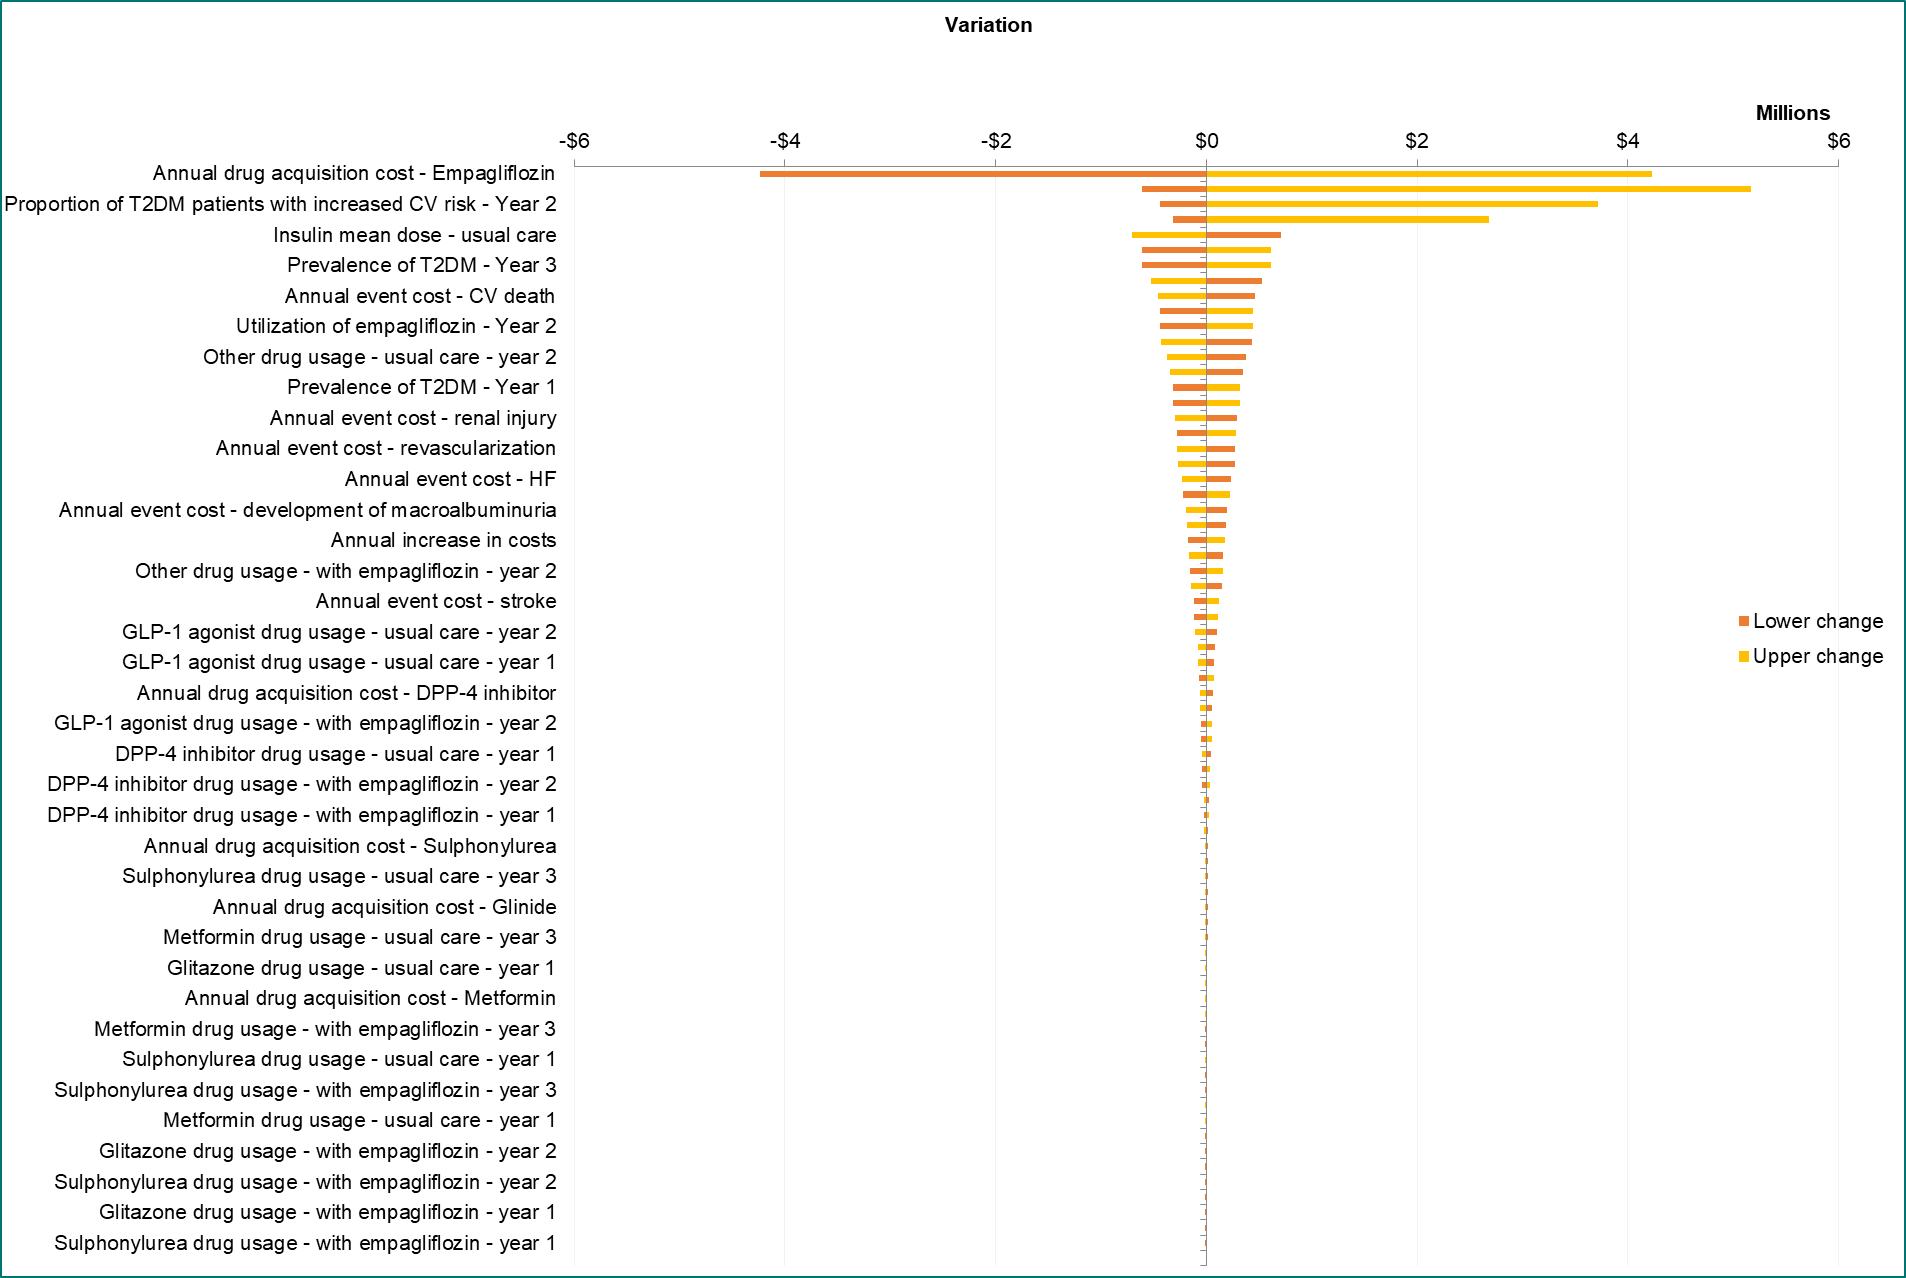 Variation
Millions
-$6 -$4 -$2 $0 $2 $4 $6
Annual drug acquisition cost - Empagliflozin
Proportion of T2DM patients with increased CV risk - Year 2
Insulin mean dose - usual care
Prevalence of T2DM - Year 3
Annual event cost - CV death
Utilization of empagliflozin - Year 2
Other drug usage - usual care - year 2
Prevalence of T2DM - Year 1
Annual event cost - renal injury
Annual event cost - revascularization
Annual event cost - HF
Annual event cost - development of macroalbuminuria
Annual increase in costs
Other drug usage - with empagliflozin - year 2
Annual event cost - stroke
Lower change
GLP-1 agonist drug usage - usual care - year 2
Upper change
GLP-1 agonist drug usage - usual care - year 1
Annual drug acquisition cost - DPP-4 inhibitor
GLP-1 agonist drug usage - with empagliflozin - year 2
DPP-4 inhibitor drug usage - usual care - year 1
DPP-4 inhibitor drug usage - with empagliflozin - year 2
DPP-4 inhibitor drug usage - with empagliflozin - year 1
Annual drug acquisition cost - Sulphonylurea
Sulphonylurea drug usage - usual care - year 3
Annual drug acquisition cost - Glinide
Metformin drug usage - usual care - year 3
Glitazone drug usage - usual care - year 1
Annual drug acquisition cost - Metformin
Metformin drug usage - with empagliflozin - year 3
Sulphonylurea drug usage - usual care - year 1
Sulphonylurea drug usage - with empagliflozin - year 3
Metformin drug usage - usual care - year 1
Glitazone drug usage - with empagliflozin - year 2
Sulphonylurea drug usage - with empagliflozin - year 2
Glitazone drug usage - with empagliflozin - year 1
Sulphonylurea drug usage - with empagliflozin - year 1